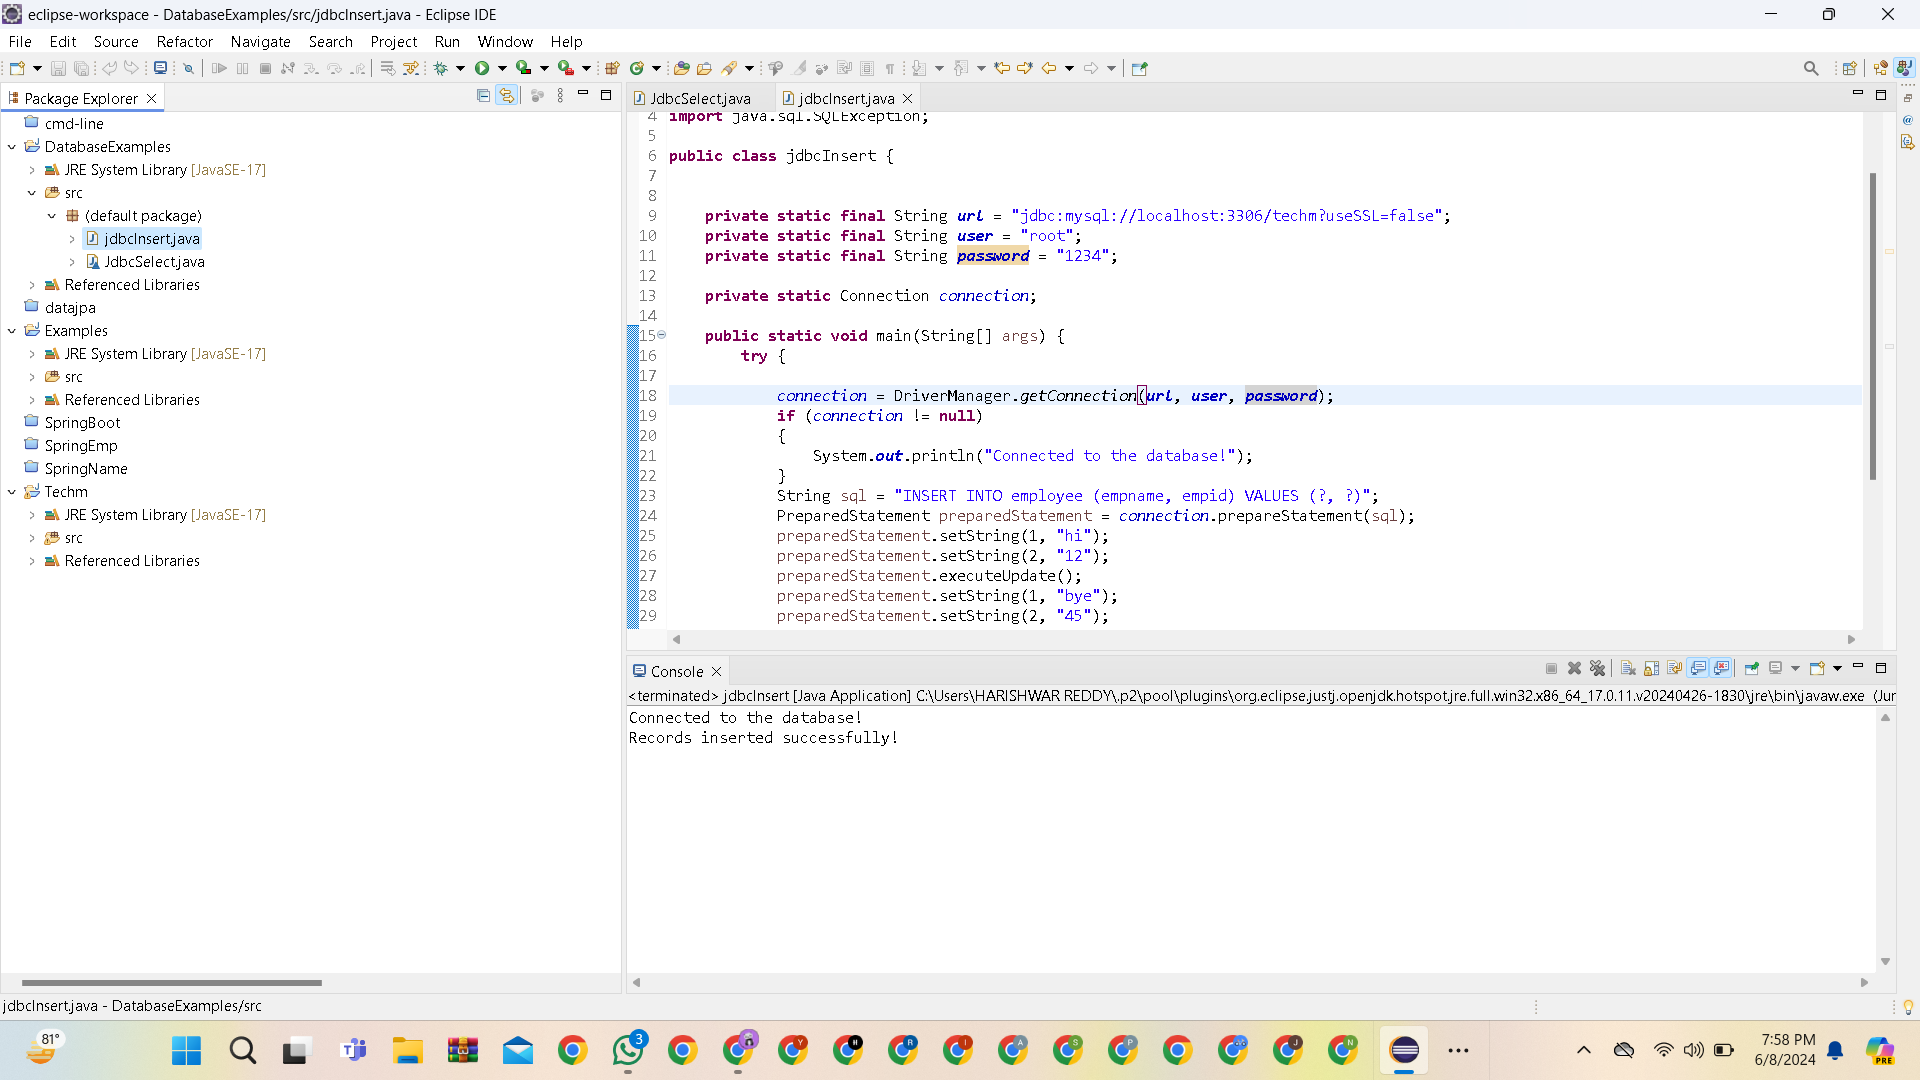 eclipse-workspace - DatabaseExamples/src/jdbcInsert.java - Eclipse IDE
File Edit Source Refactor Navigate Search Project Run Window Help
Package Explorer
cmd-line
DatabaseExamples
JRE System Library [JavaSE-17]
src
(default package)
jdbcInsert.java
JdbcSelect.java
Referenced Libraries
datajpa
Examples
JRE System Library [JavaSE-17]
src
Referenced Libraries
SpringBoot
SpringEmp
SpringName
Techm
JRE System Library [JavaSE-17]
src
Referenced Libraries
JdbcSelect.java jdbcInsert.java
4 import java.sql.SQLException;
5
6 public class jdbcInsert {
7
8
9 private static final String url = "jdbc:mysql://localhost:3306/techm?useSSL=false";
10 private static final String user = "root";
11 private static final String password = "1234";
12
13 private static Connection connection;
14
15 public static void main(String[] args) {
16 try {
17
18 connection = DriverManager.getConnection(url, user, password);
19 if (connection != null)
20 {
21 System.out.println("Connected to the database!");
22 }
23 String sql = "INSERT INTO employee (empname, empid) VALUES (?, ?)";
24 PreparedStatement preparedStatement = connection.prepareStatement(sql);
25 preparedStatement.setString(1, "hi");
26 preparedStatement.setString(2, "12");
27 preparedStatement.executeUpdate();
28 preparedStatement.setString(1, "bye");
29 preparedStatement.setString(2, "45");
Console
<terminated> jdbcInsert [Java Application] C:\Users\HARISHWAR REDDY\.p2\pool\plugins\org.eclipse.justj.openjdk.hotspot.jre.full.win32.x86_64_17.0.11.v20240426-1830\jre\bin\javaw.exe (Jur
Connected to the database!
Records inserted successfully!
jdbcInsert.java - DatabaseExamples/src
81°
3
7:58 PM
6/8/2024
PRE